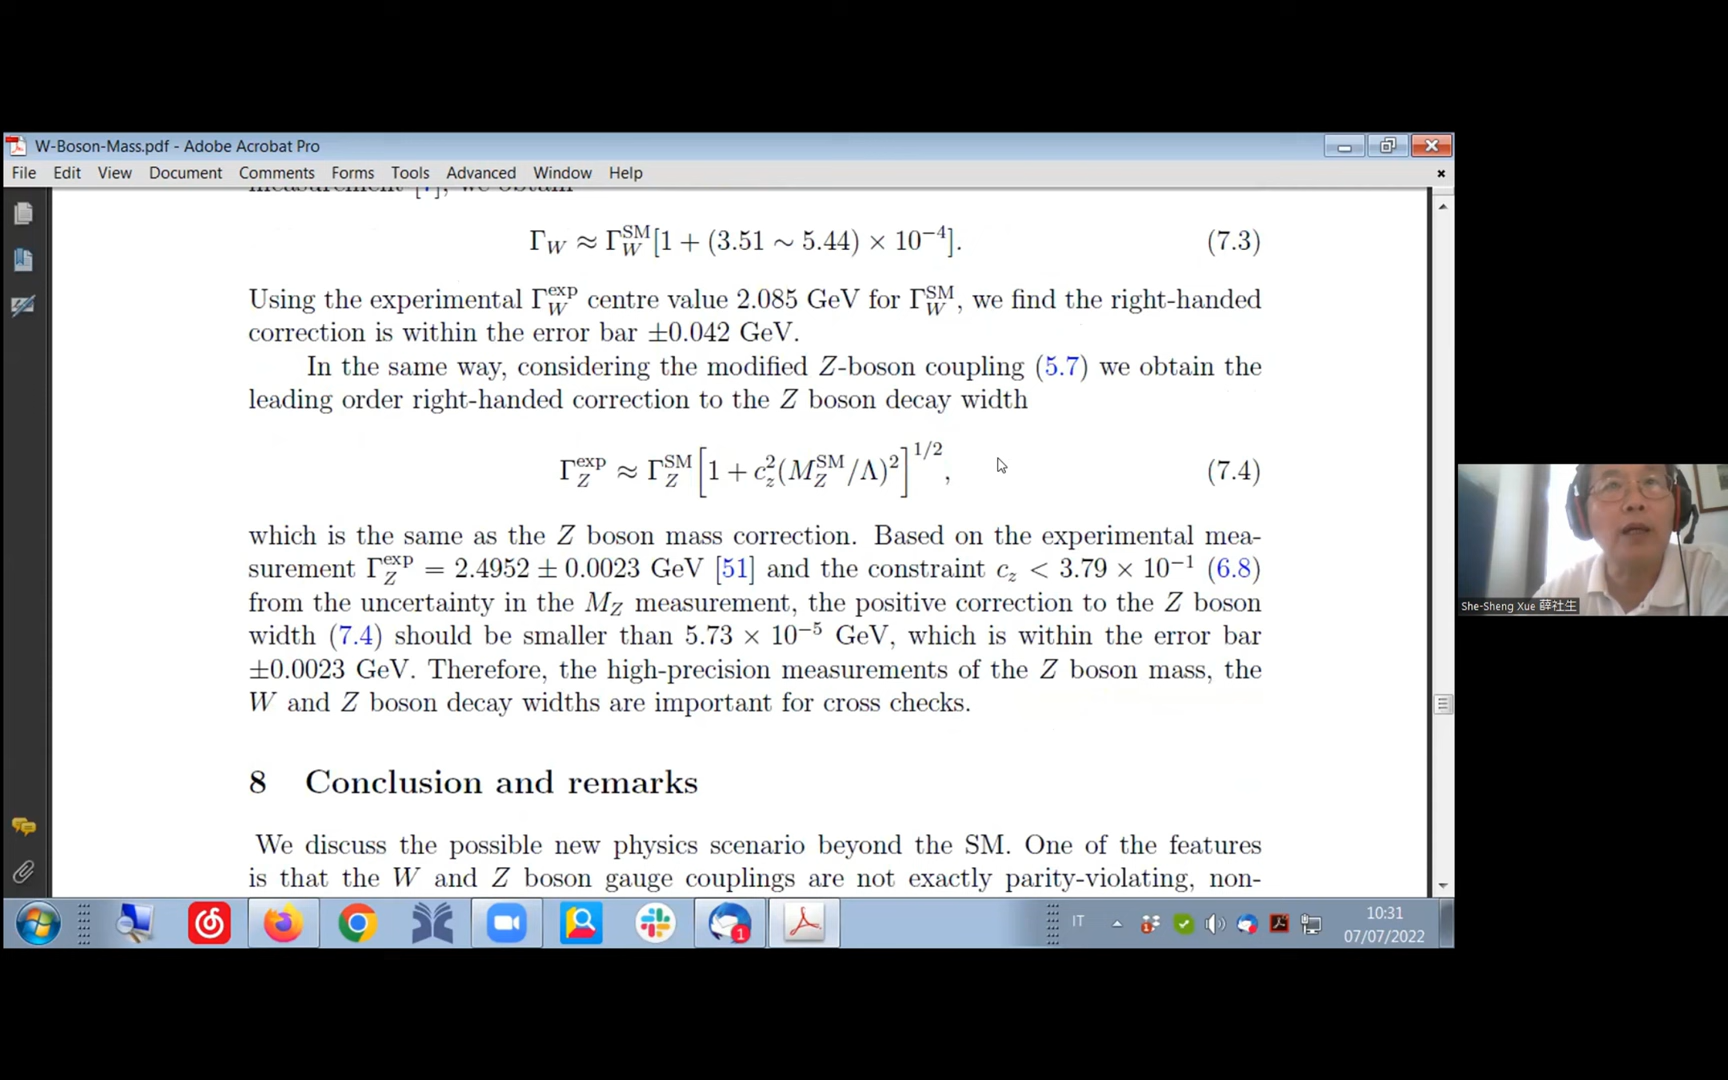 W-Boson-Mass.pdf - Adobe Acrobat Pro
File Edit View Document Comments Forms Tools Advanced Window Help
measurement [7], we obtain
Γ_W ≈ Γ_W^SM[1 + (3.51 ∼ 5.44) × 10^−4]. (7.3)
Using the experimental Γ_W^exp centre value 2.085 GeV for Γ_W^SM, we find the right-handed
correction is within the error bar ±0.042 GeV.
In the same way, considering the modified Z-boson coupling (5.7) we obtain the
leading order right-handed correction to the Z boson decay width
Γ_Z^exp ≈ Γ_Z^SM[1 + c_z^2(M_Z^SM/Λ)^2]^1/2, (7.4)
which is the same as the Z boson mass correction. Based on the experimental mea-
surement Γ_Z^exp = 2.4952 ± 0.0023 GeV [51] and the constraint c_z < 3.79 × 10^−1 (6.8)
from the uncertainty in the M_Z measurement, the positive correction to the Z boson
width (7.4) should be smaller than 5.73 × 10^−5 GeV, which is within the error bar
±0.0023 GeV. Therefore, the high-precision measurements of the Z boson mass, the
W and Z boson decay widths are important for cross checks.
8 Conclusion and remarks
We discuss the possible new physics scenario beyond the SM. One of the features
is that the W and Z boson gauge couplings are not exactly parity-violating, non-
She-Sheng Xue 薛社生
1
IT
10:31
07/07/2022